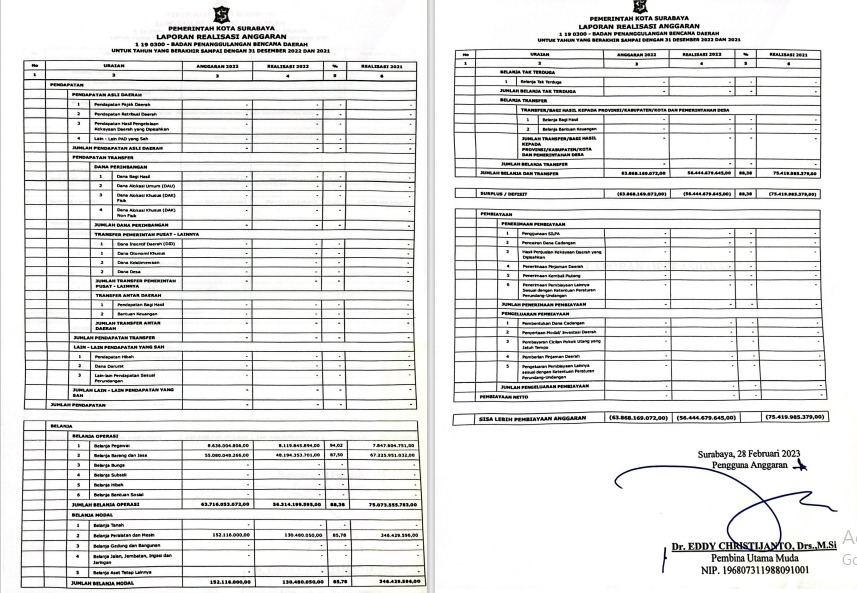 PEMERINTAH KOTA SURABAYA
LAPORAN REALISASI ANGGARAN
1 19 0300 - BADAN PENANGGULANGAN BENCANA DAERAH
UNTUK TAHUN YANG BERAKHIR SAMPAI DENGAN 31 DESEMBER 2022 DAN 2021
No URAIAN ANGGARAN 2022 REALISASI 2022 % REALISASI 2021
1 2 3 4 5 6
PENDAPATAN
PENDAPATAN ASLI DAERAH
1 Pendapatan Pajak Daerah - - - -
2 Pendapatan Retribusi Daerah - - - -
3 Pendapatan Hasil Pengelolaan
Kekayaan Daerah yang Dipisahkan - - - -
4 Lain - Lain PAD yang Sah - - - -
JUMLAH PENDAPATAN ASLI DAERAH - - - -
PENDAPATAN TRANSFER
DANA PERIMBANGAN
1 Dana Bagi Hasil - - - -
2 Dana Alokasi Umum (DAU) - - - -
3 Dana Alokasi Khusus (DAK)
Fisik - - - -
4 Dana Alokasi Khusus (DAK)
Non Fisik - - - -
JUMLAH DANA PERIMBANGAN - - - -
TRANSFER PEMERINTAH PUSAT - LAINNYA
1 Dana Insentif Daerah (DID) - - - -
1 Dana Otonomi Khusus - - - -
2 Dana Keistimewaan - - - -
2 Dana Desa - - - -
JUMLAH TRANSFER PEMERINTAH
PUSAT - LAINNYA - - - -
TRANSFER ANTAR DAERAH
1 Pendapatan Bagi Hasil - - - -
2 Bantuan Keuangan - - - -
JUMLAH TRANSFER ANTAR
DAERAH - - - -
JUMLAH PENDAPATAN TRANSFER - - - -
LAIN - LAIN PENDAPATAN YANG SAH
1 Pendapatan Hibah - - - -
2 Dana Darurat - - - -
3 Lain-lain Pendapatan Sesuai
Perundangan - - - -
JUMLAH LAIN - LAIN PENDAPATAN YANG
SAH - - - -
JUMLAH PENDAPATAN - - - -
BELANJA
BELANJA OPERASI
1 Belanja Pegawai 8.636.004.806,00 8.119.845.894,00 94,02 7.847.604.751,00
2 Belanja Barang dan Jasa 55.080.048.266,00 48.194.353.701,00 87,50 67.225.951.032,00
3 Belanja Bunga - - - -
4 Belanja Subsidi - - - -
5 Belanja Hibah - - - -
6 Belanja Bantuan Sosial - - - -
JUMLAH BELANJA OPERASI 63.716.053.072,00 56.314.199.595,00 88,38 75.073.555.783,00
BELANJA MODAL
1 Belanja Tanah - - - -
2 Belanja Peralatan dan Mesin 152.116.000,00 130.480.050,00 85,78 346.429.596,00
3 Belanja Gedung dan Bangunan - - - -
4 Belanja Jalan, Jembatan, Irigasi dan
Jaringan - - - -
5 Belanja Aset Tetap Lainnya - - - -
JUMLAH BELANJA MODAL 152.116.000,00 130.480.050,00 85,78 346.429.596,00
PEMERINTAH KOTA SURABAYA
LAPORAN REALISASI ANGGARAN
1 19 0300 - BADAN PENANGGULANGAN BENCANA DAERAH
UNTUK TAHUN YANG BERAKHIR SAMPAI DENGAN 31 DESEMBER 2022 DAN 2021
No URAIAN ANGGARAN 2022 REALISASI 2022 % REALISASI 2021
1 2 3 4 5 6
BELANJA TAK TERDUGA
1 Belanja Tak Terduga - - - -
JUMLAH BELANJA TAK TERDUGA - - - -
BELANJA TRANSFER
TRANSFER/BAGI HASIL KEPADA PROVINSI/KABUPATEN/KOTA DAN PEMERINTAHAN DESA
1 Belanja Bagi Hasil - - - -
2 Belanja Bantuan Keuangan - - - -
JUMLAH TRANSFER/BAGI HASIL
KEPADA
PROVINSI/KABUPATEN/KOTA
DAN PEMERINTAHAN DESA - - - -
JUMLAH BELANJA TRANSFER - - - -
JUMLAH BELANJA DAN TRANSFER 63.868.169.072,00 56.444.679.645,00 88,38 75.419.985.379,00
SURPLUS / DEFISIT (63.868.169.072,00) (56.444.679.645,00) 88,38 (75.419.985.379,00)
PEMBIAYAAN
PENERIMAAN PEMBIAYAAN
1 Penggunaan SILPA - - - -
2 Pencairan Dana Cadangan - - - -
3 Hasil Penjualan Kekayaan Daerah yang
Dipisahkan - - - -
4 Penerimaan Pinjaman Daerah - - - -
5 Penerimaan Kembali Piutang - - - -
6 Penerimaan Pembiayaan Lainnya
Sesuai dengan Ketentuan Peraturan
Perundang-Undangan - - - -
JUMLAH PENERIMAAN PEMBIAYAAN - - - -
PENGELUARAN PEMBIAYAAN
1 Pembentukan Dana Cadangan - - - -
2 Penyertaan Modal/ Investasi Daerah - - - -
3 Pembayaran Cicilan Pokok Utang yang
Jatuh Tempo - - - -
4 Pemberian Pinjaman Daerah - - - -
5 Pengeluaran Pembiayaan Lainnya
sesuai dengan Ketentuan Peraturan
Perundang-Undangan - - - -
JUMLAH PENGELUARAN PEMBIAYAAN - - - -
PEMBIAYAAN NETTO - - - -
SISA LEBIH PEMBIAYAAN ANGGARAN (63.868.169.072,00) (56.444.679.645,00) (75.419.985.379,00)
Surabaya, 28 Februari 2023
Pengguna Anggaran
Dr. EDDY CHRISTIJANTO, Drs.,M.Si
Pembina Utama Muda
NIP. 196807311988091001